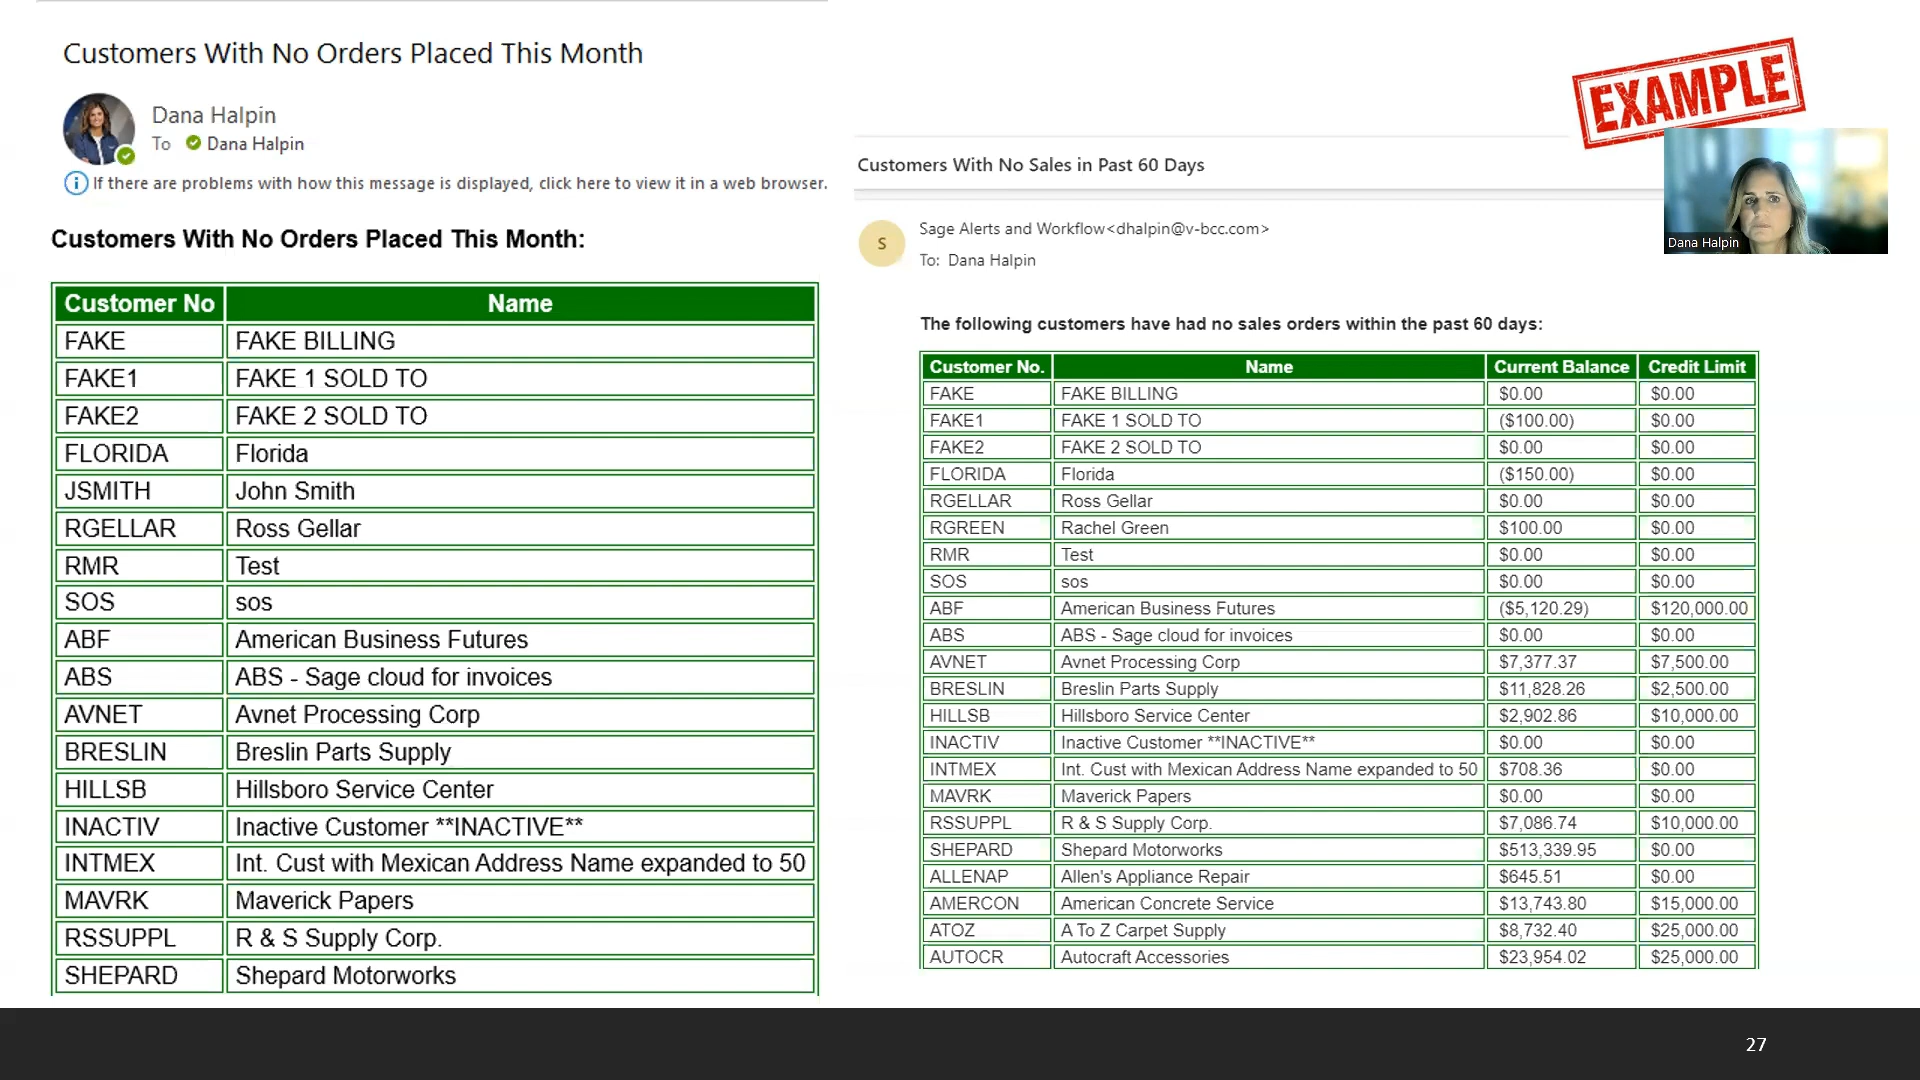 Customers With No Orders Placed This Month
Dana Halpin
To Dana Halpin
If there are problems with how this message is displayed, click here to view it in a web browser.
Customers With No Orders Placed This Month:
Customer No Name
FAKE FAKE BILLING
FAKE1 FAKE 1 SOLD TO
FAKE2 FAKE 2 SOLD TO
FLORIDA Florida
JSMITH John Smith
RGELLAR Ross Gellar
RMR Test
SOS sos
ABF American Business Futures
ABS ABS - Sage cloud for invoices
AVNET Avnet Processing Corp
BRESLIN Breslin Parts Supply
HILLSB Hillsboro Service Center
INACTIV Inactive Customer **INACTIVE**
INTMEX Int. Cust with Mexican Address Name expanded to 50
MAVRK Maverick Papers
RSSUPPL R & S Supply Corp.
SHEPARD Shepard Motorworks
EXAMPLE
Dana Halpin
Customers With No Sales in Past 60 Days
S
Sage Alerts and Workflow<dhalpin@v-bcc.com>
To: Dana Halpin
The following customers have had no sales orders within the past 60 days:
Customer No. Name Current Balance Credit Limit
FAKE FAKE BILLING $0.00 $0.00
FAKE1 FAKE 1 SOLD TO ($100.00) $0.00
FAKE2 FAKE 2 SOLD TO $0.00 $0.00
FLORIDA Florida ($150.00) $0.00
RGELLAR Ross Gellar $0.00 $0.00
RGREEN Rachel Green $100.00 $0.00
RMR Test $0.00 $0.00
SOS sos $0.00 $0.00
ABF American Business Futures ($5,120.29) $120,000.00
ABS ABS - Sage cloud for invoices $0.00 $0.00
AVNET Avnet Processing Corp $7,377.37 $7,500.00
BRESLIN Breslin Parts Supply $11,828.26 $2,500.00
HILLSB Hillsboro Service Center $2,902.86 $10,000.00
INACTIV Inactive Customer **INACTIVE** $0.00 $0.00
INTMEX Int. Cust with Mexican Address Name expanded to 50 $708.36 $0.00
MAVRK Maverick Papers $0.00 $0.00
RSSUPPL R & S Supply Corp. $7,086.74 $10,000.00
SHEPARD Shepard Motorworks $513,339.95 $0.00
ALLENAP Allen's Appliance Repair $645.51 $0.00
AMERCON American Concrete Service $13,743.80 $15,000.00
ATOZ A To Z Carpet Supply $8,732.40 $25,000.00
AUTOCR Autocraft Accessories $23,954.02 $25,000.00
27